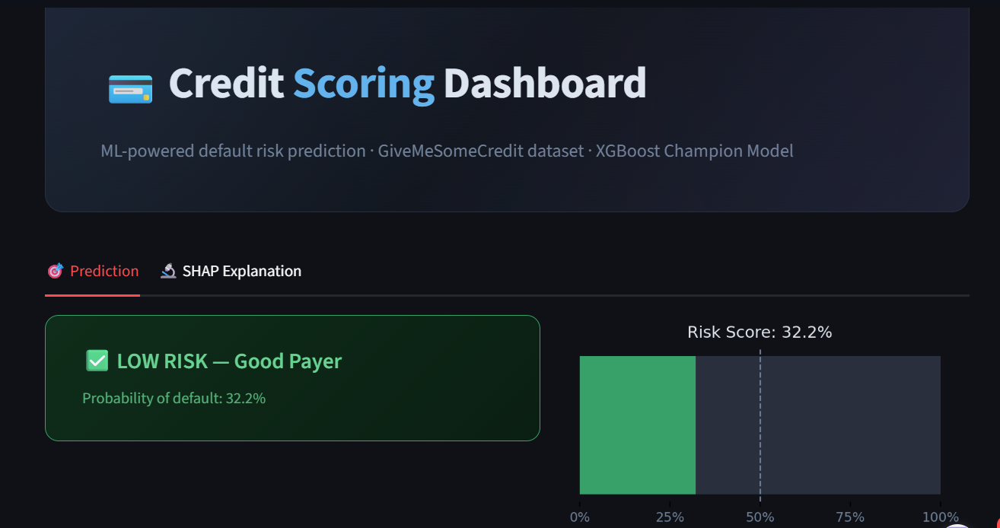 Credit Scoring Dashboard
ML-powered default risk prediction · GiveMeSomeCredit dataset · XGBoost Champion Model
Prediction
SHAP Explanation
LOW RISK — Good Payer
Probability of default: 32.2%
Risk Score: 32.2%
0% 25% 50% 75% 100%